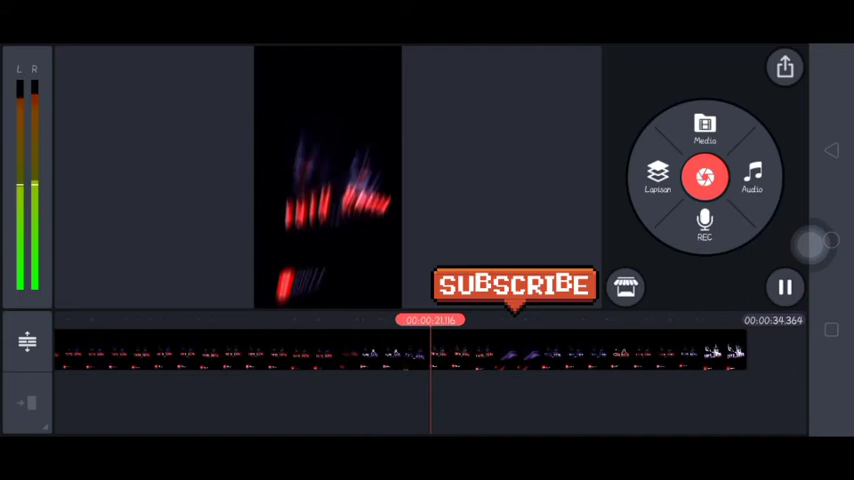 L R
Media
Lapisan
Audio
REC
SUBSCRIBE
00:00:21,116
00:00:34,364